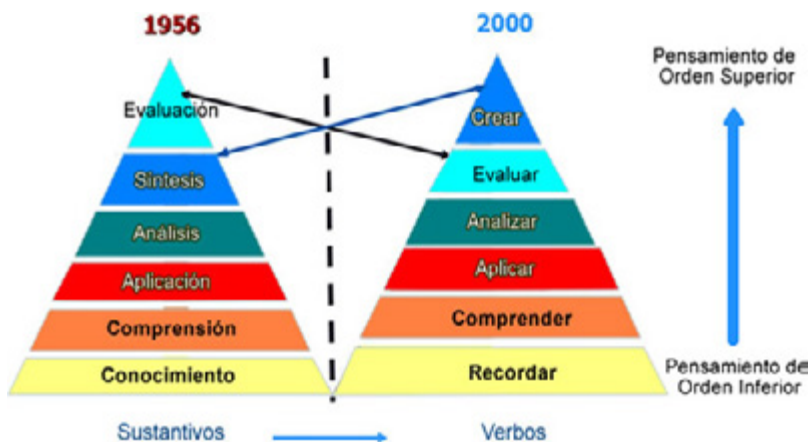 1956
2000
Evaluación
Síntesis
Análisis
Aplicación
Comprensión
Conocimiento
Sustantivos
Crear
Evaluar
Analizar
Aplicar
Comprender
Recordar
Verbos
Pensamiento de
Orden Superior
Pensamiento de
Orden Inferior